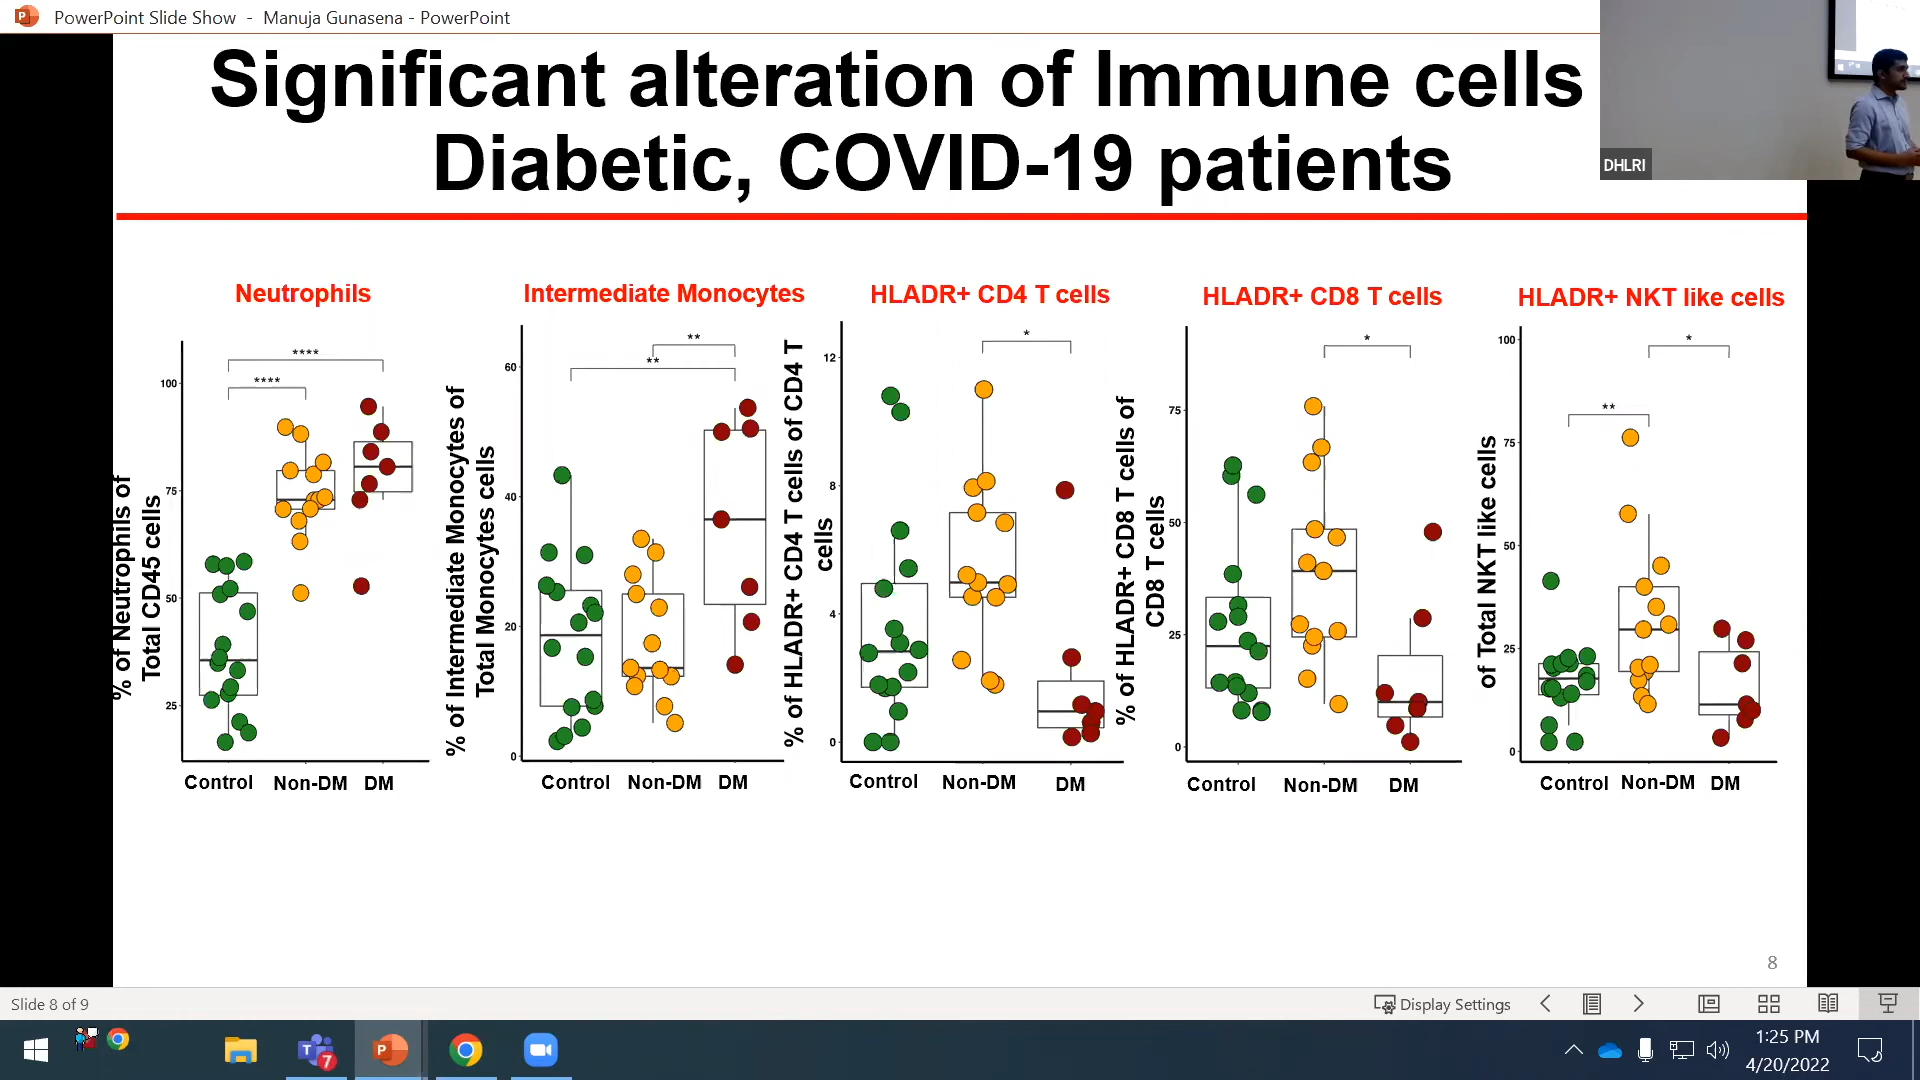 PowerPoint Slide Show - Manuja Gunasena - PowerPoint
Significant alteration of Immune cells
Diabetic, COVID-19 patients
DHLRI
Neutrophils
% of Neutrophils of
Total CD45 cells
100
75
50
25
****
****
Control Non-DM DM
Intermediate Monocytes
% of Intermediate Monocytes of
Total Monocytes cells
60
40
20
0
**
**
Control Non-DM DM
HLADR+ CD4 T cells
% of HLADR+ CD4 T cells of CD4 T
cells
12
8
4
0
*
Control Non-DM DM
HLADR+ CD8 T cells
% of HLADR+ CD8 T cells of
CD8 T cells
75
50
25
0
*
Control Non-DM DM
HLADR+ NKT like cells
of Total NKT like cells
100
75
50
25
0
*
**
Control Non-DM DM
8
Slide 8 of 9
Display Settings
7
1:25 PM
4/20/2022